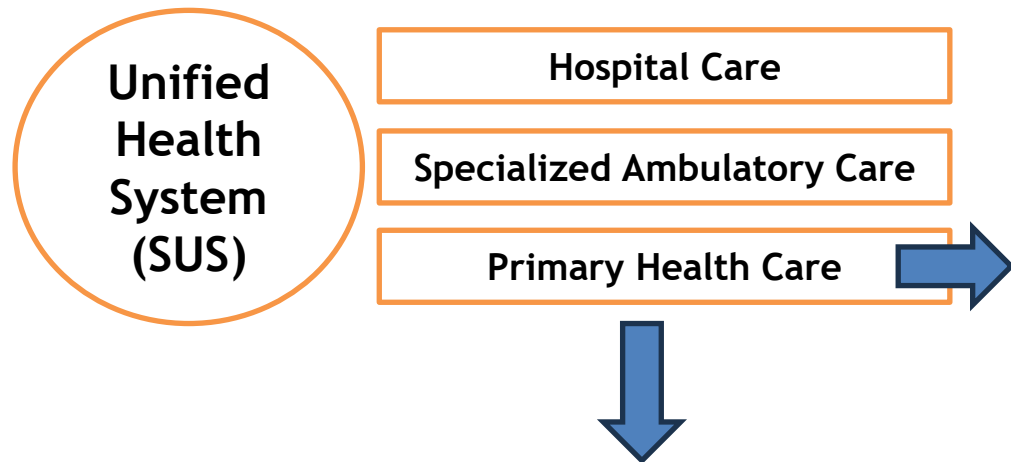 Unified
Health
System
(SUS)
Hospital Care
Specialized Ambulatory Care
Primary Health Care